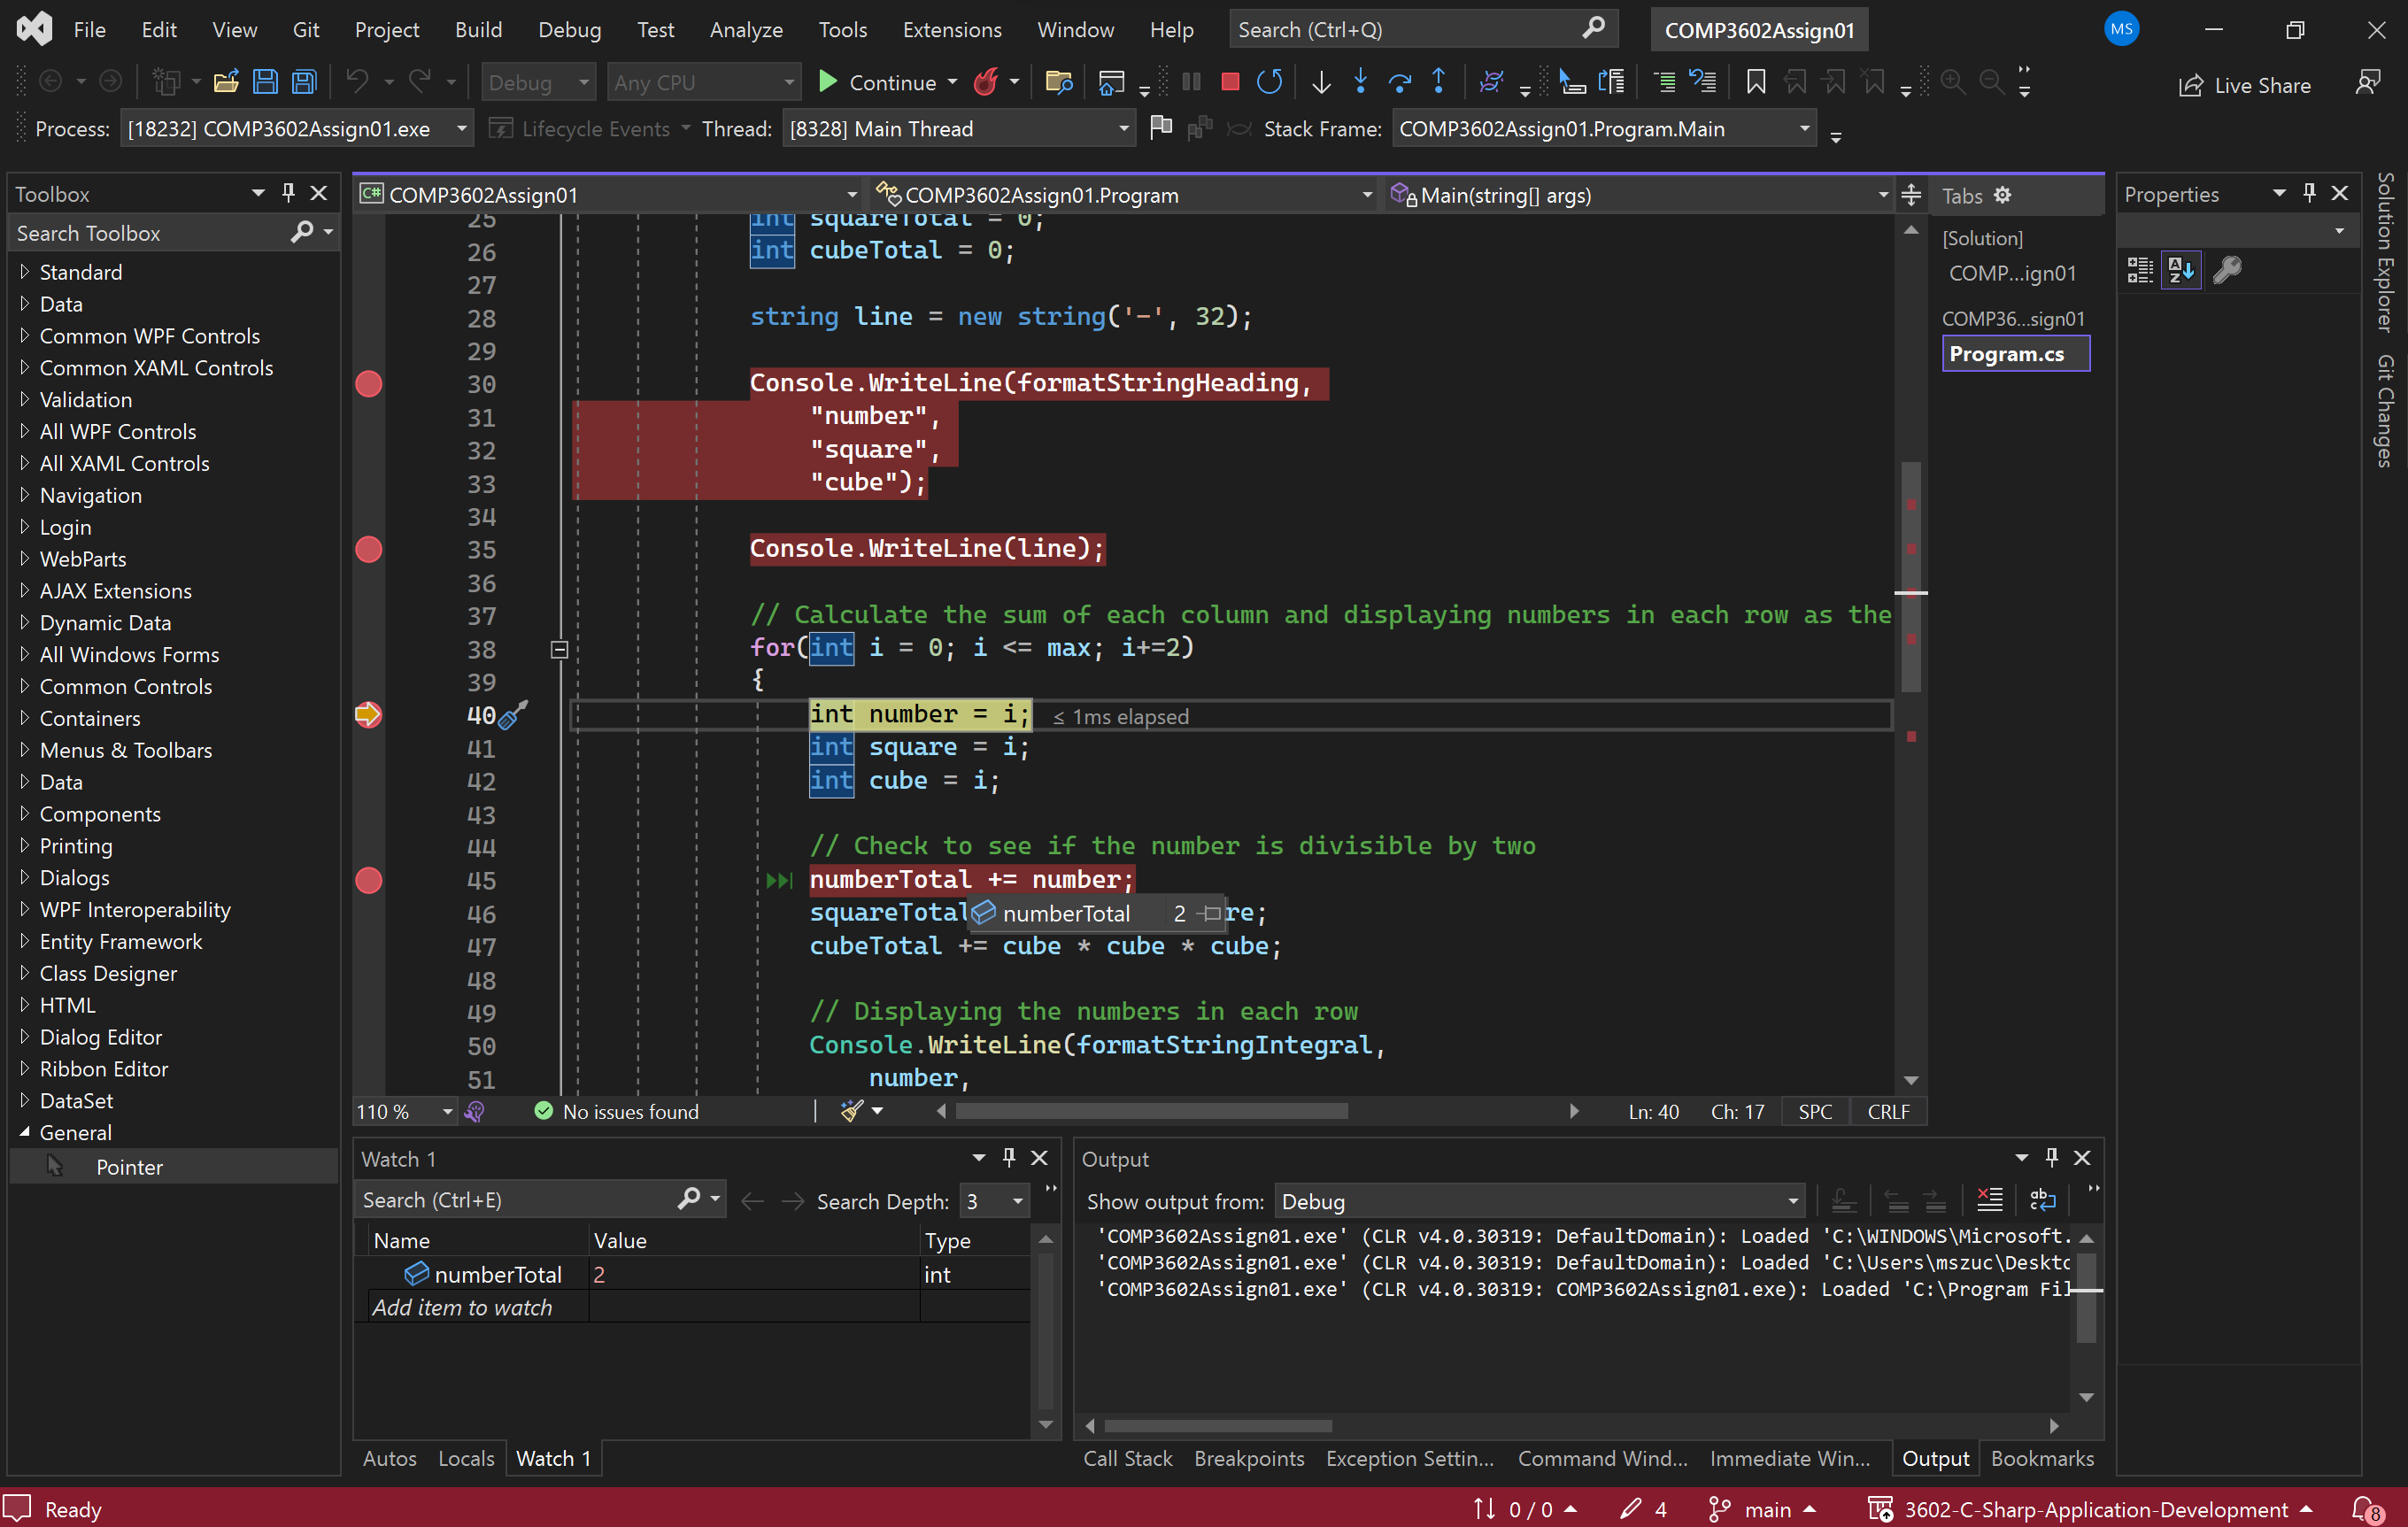 File Edit View Git Project Build Debug Test Analyze Tools Extensions Window Help Search (Ctrl+Q) COMP3602Assign01 MS
Debug Any CPU Continue Live Share
Process: [18232] COMP3602Assign01.exe Lifecycle Events Thread: [8328] Main Thread Stack Frame: COMP3602Assign01.Program.Main
Toolbox
Search Toolbox
Standard
Data
Common WPF Controls
Common XAML Controls
Validation
All WPF Controls
All XAML Controls
Navigation
Login
WebParts
AJAX Extensions
Dynamic Data
All Windows Forms
Common Controls
Containers
Menus & Toolbars
Data
Components
Printing
Dialogs
WPF Interoperability
Entity Framework
Class Designer
HTML
Dialog Editor
Ribbon Editor
DataSet
General
Pointer
C# COMP3602Assign01 COMP3602Assign01.Program Main(string[] args)
25 int squareTotal = 0;
26 int cubeTotal = 0;
27
28 string line = new string('-', 32);
29
30 Console.WriteLine(formatStringHeading,
31 "number",
32 "square",
33 "cube");
34
35 Console.WriteLine(line);
36
37 // Calculate the sum of each column and displaying numbers in each row as the
38 for(int i = 0; i <= max; i+=2)
39 {
40 int number = i; ≤ 1ms elapsed
41 int square = i;
42 int cube = i;
43
44 // Check to see if the number is divisible by two
45 numberTotal += number;
46 squareTotal numberTotal 2 re;
47 cubeTotal += cube * cube * cube;
48
49 // Displaying the numbers in each row
50 Console.WriteLine(formatStringIntegral,
51 number,
110 % No issues found Ln: 40 Ch: 17 SPC CRLF
Tabs
[Solution]
COMP...ign01
COMP36...sign01
Program.cs
Properties
Solution Explorer
Git Changes
Watch 1
Search (Ctrl+E) Search Depth: 3
Name Value Type
numberTotal 2 int
Add item to watch
Autos Locals Watch 1
Output
Show output from: Debug
'COMP3602Assign01.exe' (CLR v4.0.30319: DefaultDomain): Loaded 'C:\WINDOWS\Microsoft.
'COMP3602Assign01.exe' (CLR v4.0.30319: DefaultDomain): Loaded 'C:\Users\mszuc\Deskto
'COMP3602Assign01.exe' (CLR v4.0.30319: COMP3602Assign01.exe): Loaded 'C:\Program Fil
Call Stack Breakpoints Exception Settin... Command Wind... Immediate Win... Output Bookmarks
Ready 0 / 0 4 main 3602-C-Sharp-Application-Development 8